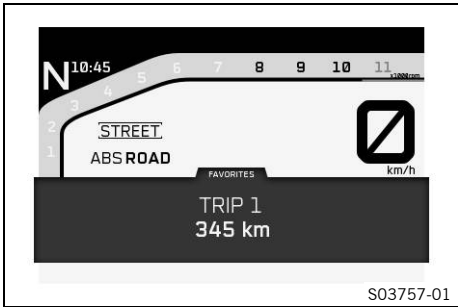 N 10:45
1 2 3 4 5 6 7 8 9 10 11
x1000rpm
STREET
ABS ROAD
0
km/h
FAVORITES
TRIP 1
345 km
S03757-01